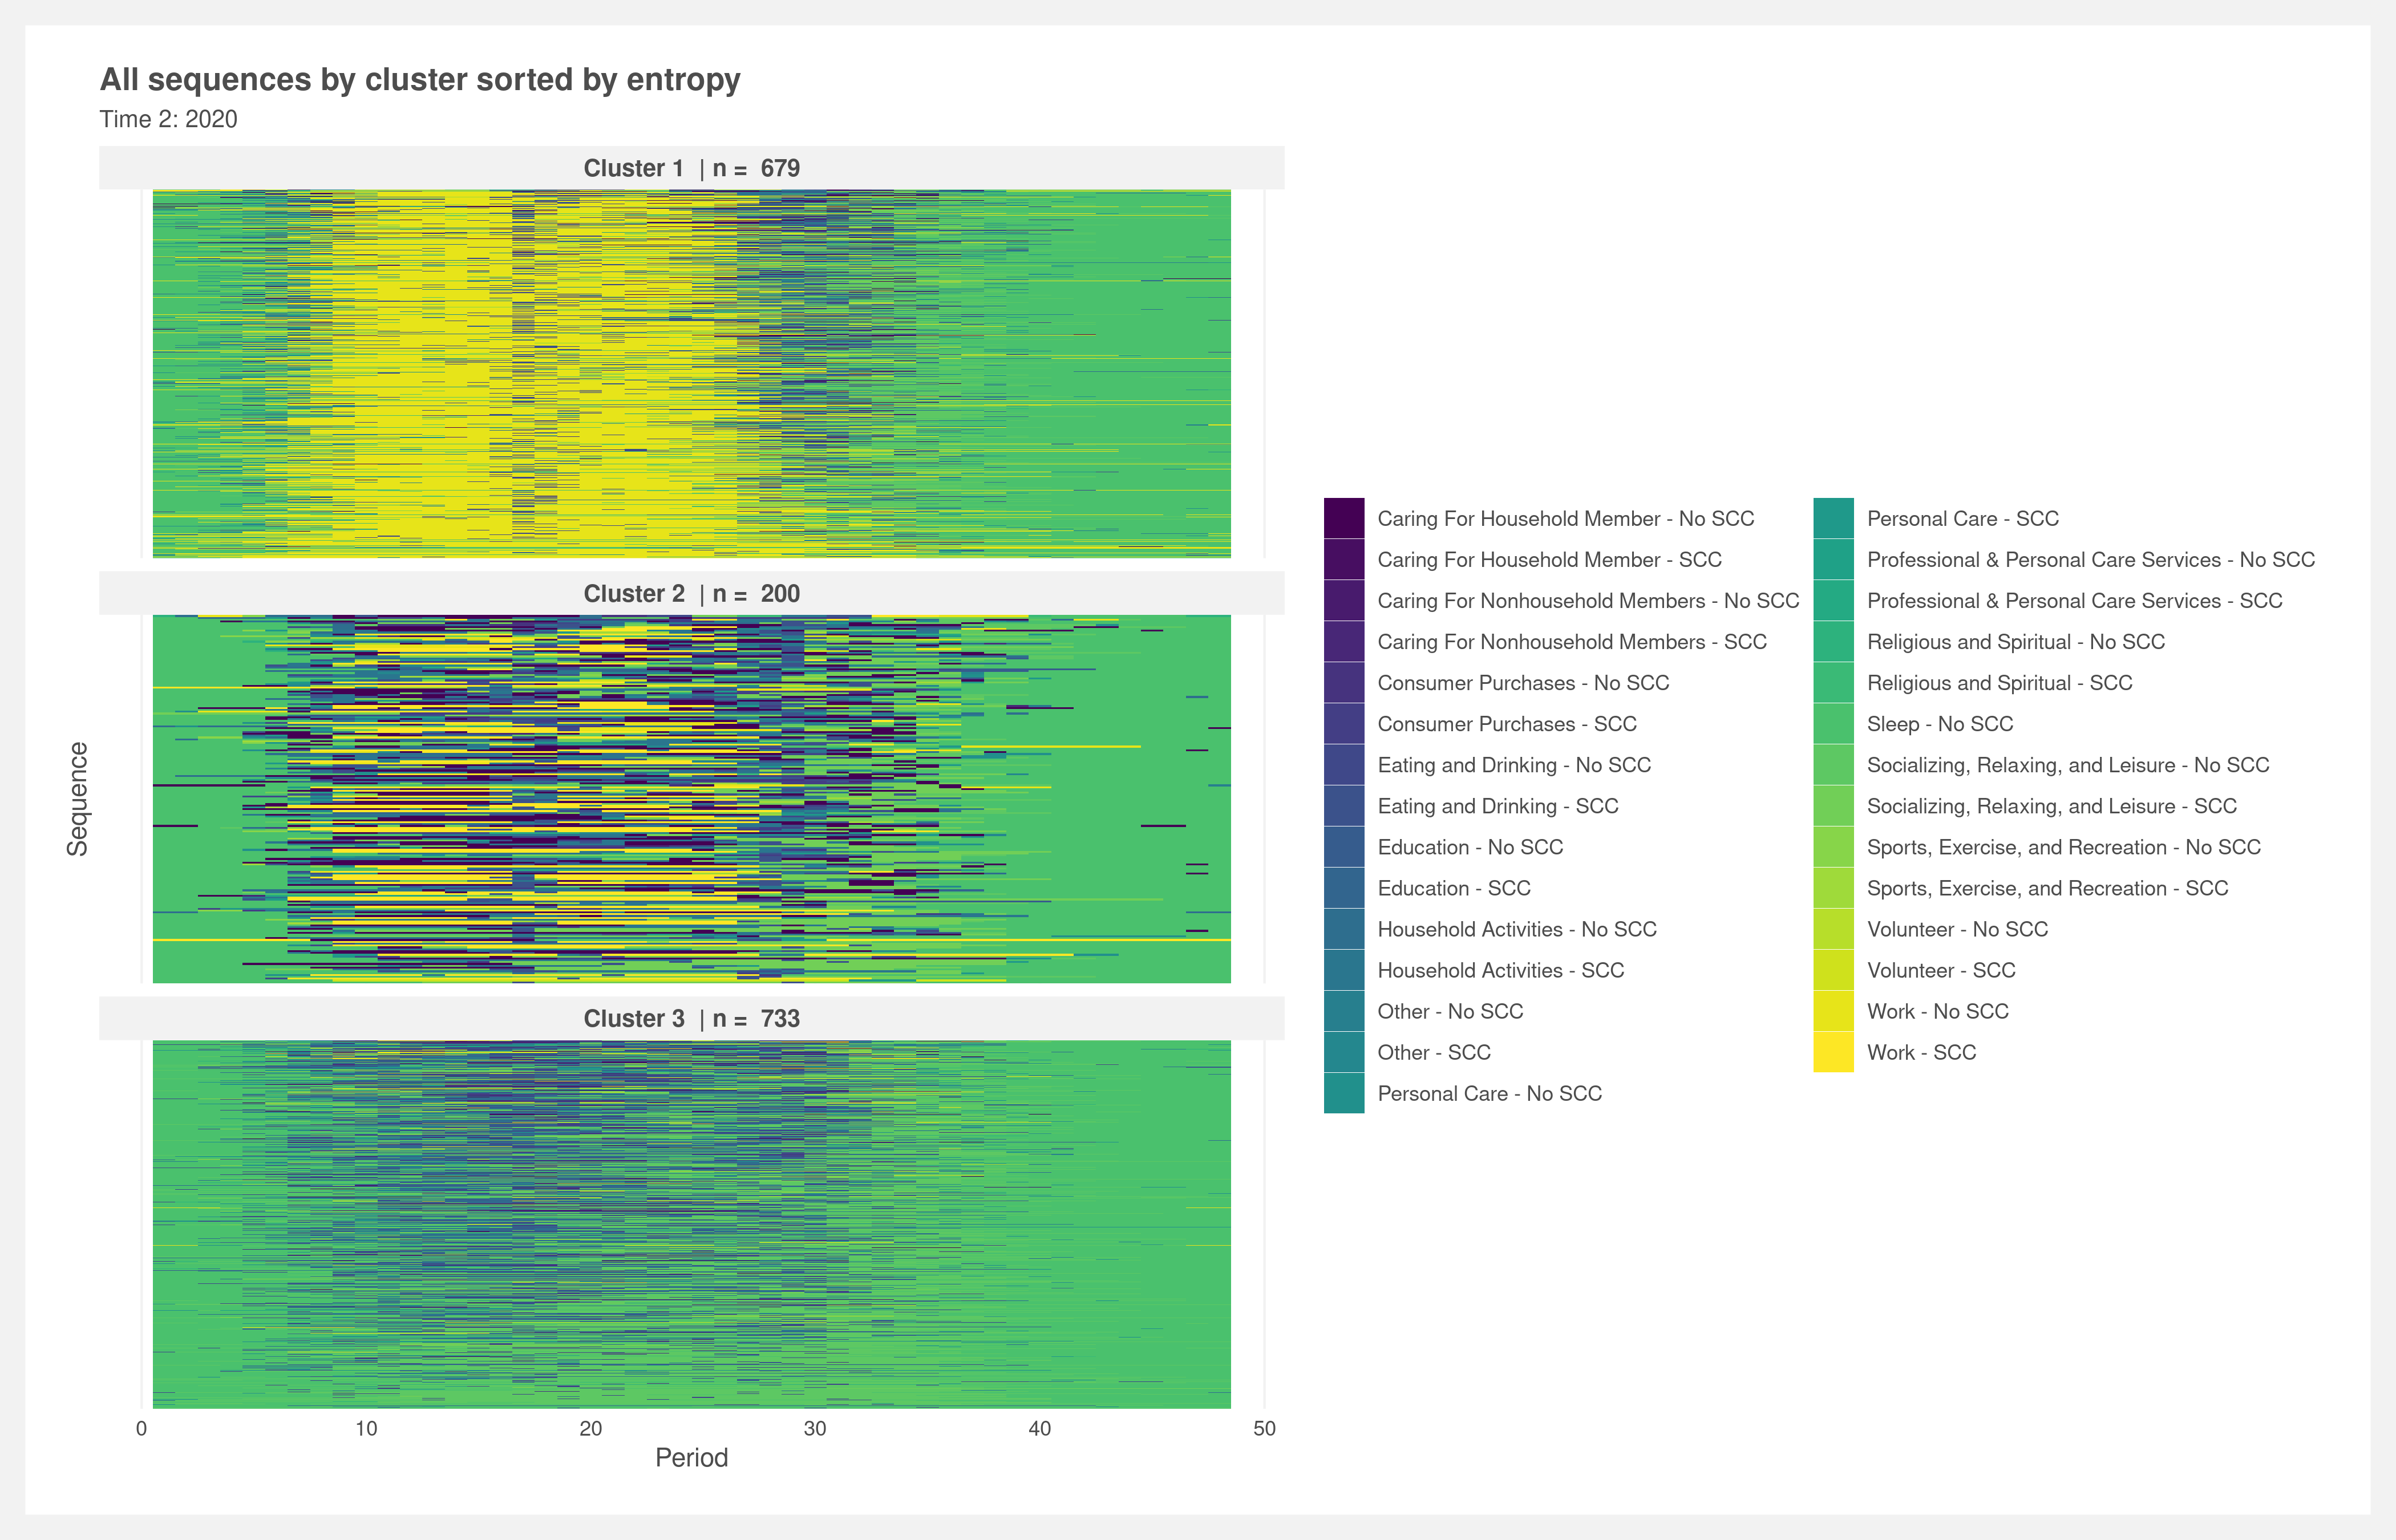 All sequences by cluster sorted by entropy
Time 2: 2020
Cluster 1 | n = 679
Cluster 2 | n = 200
Cluster 3 | n = 733
Sequence
0 10 20 30 40 50
Period
Caring For Household Member - No SCC
Caring For Household Member - SCC
Caring For Nonhousehold Members - No SCC
Caring For Nonhousehold Members - SCC
Consumer Purchases - No SCC
Consumer Purchases - SCC
Eating and Drinking - No SCC
Eating and Drinking - SCC
Education - No SCC
Education - SCC
Household Activities - No SCC
Household Activities - SCC
Other - No SCC
Other - SCC
Personal Care - No SCC
Personal Care - SCC
Professional & Personal Care Services - No SCC
Professional & Personal Care Services - SCC
Religious and Spiritual - No SCC
Religious and Spiritual - SCC
Sleep - No SCC
Socializing, Relaxing, and Leisure - No SCC
Socializing, Relaxing, and Leisure - SCC
Sports, Exercise, and Recreation - No SCC
Sports, Exercise, and Recreation - SCC
Volunteer - No SCC
Volunteer - SCC
Work - No SCC
Work - SCC